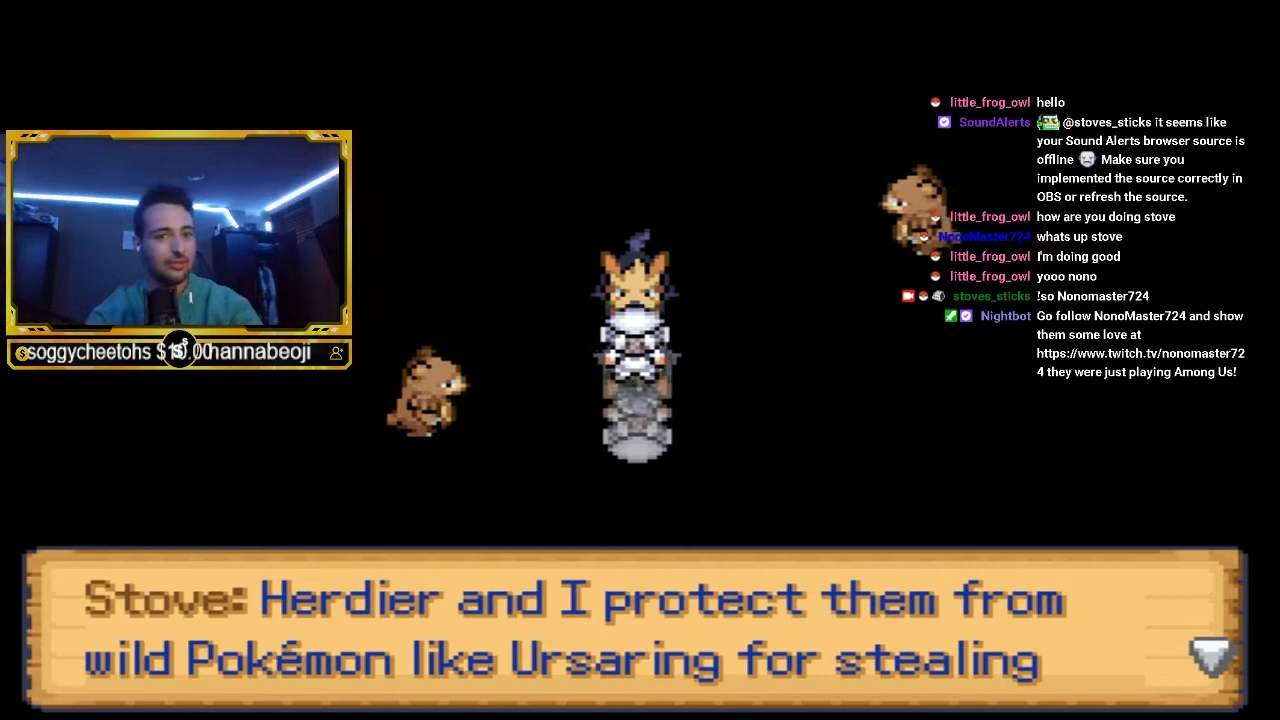 little_frog_owl hello
SoundAlerts @stoves_sticks it seems like
your Sound Alerts browser source is
offline Make sure you
implemented the source correctly in
OBS or refresh the source.
little_frog_owl how are you doing stove
NonoMaster724 whats up stove
little_frog_owl I'm doing good
little_frog_owl yooo nono
stoves_sticks !so Nonomaster724
Nightbot Go follow NonoMaster724 and show
them some love at
https://www.twitch.tv/nonomaster72
4 they were just playing Among Us!
soggycheetohs hannabeoji
Stove: Herdier and I protect them from
wild Pokémon like Ursaring for stealing